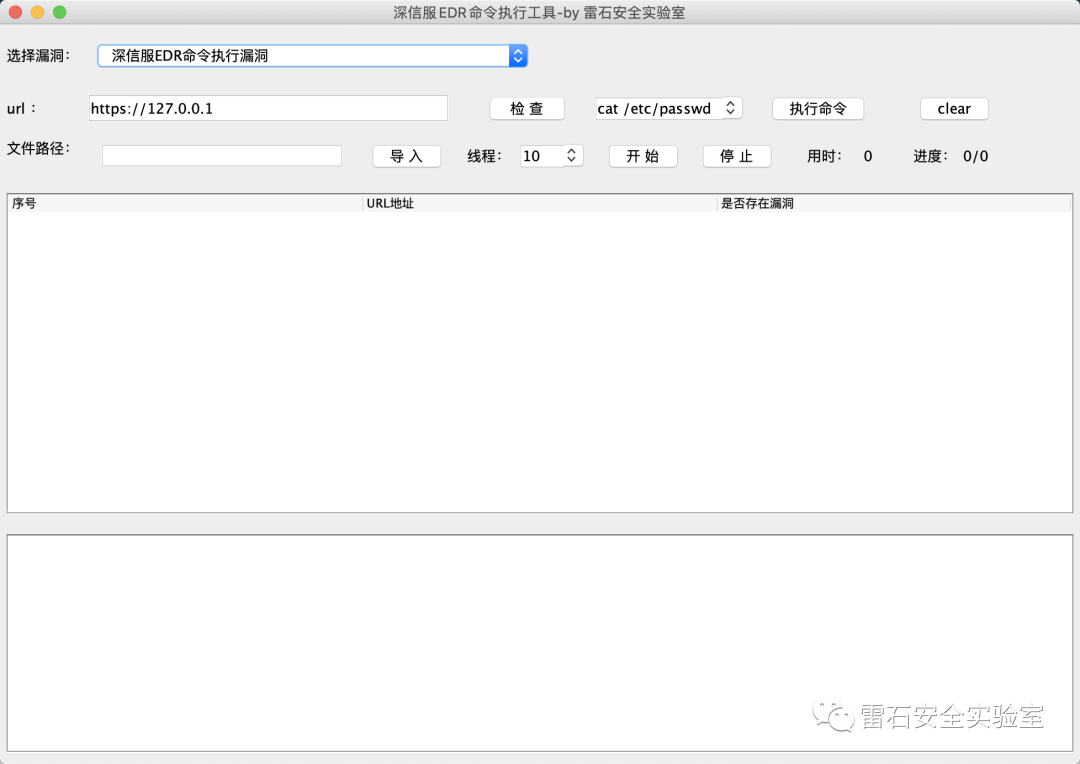 深信服EDR命令执行工具-by 雷石安全实验室
选择漏洞： 深信服EDR命令执行漏洞
url： https://127.0.0.1 检 查 cat /etc/passwd 执行命令 clear
文件路径： 导 入 线程： 10 开 始 停 止 用时： 0 进度： 0/0
序号 URL地址 是否存在漏洞
雷石安全实验室